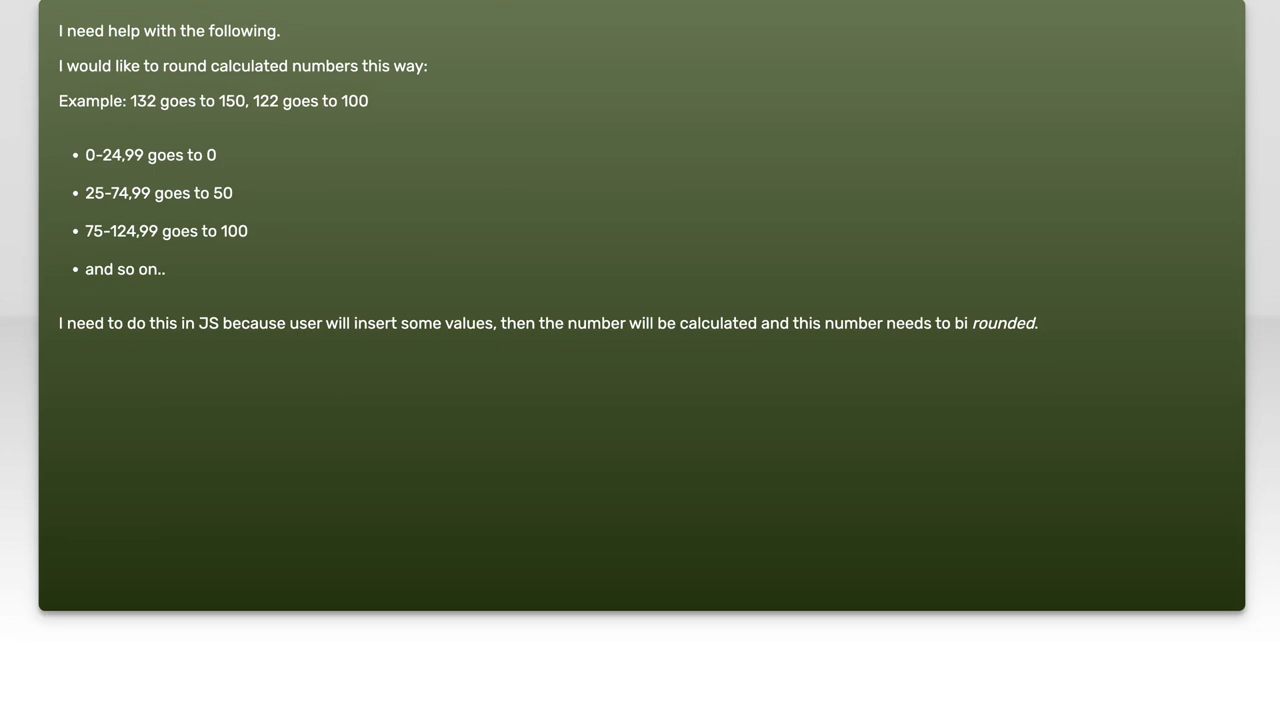 I need help with the following.
I would like to round calculated numbers this way:
Example: 132 goes to 150, 122 goes to 100
• 0-24,99 goes to 0
• 25-74,99 goes to 50
• 75-124,99 goes to 100
• and so on..
I need to do this in JS because user will insert some values, then the number will be calculated and this number needs to bi rounded.